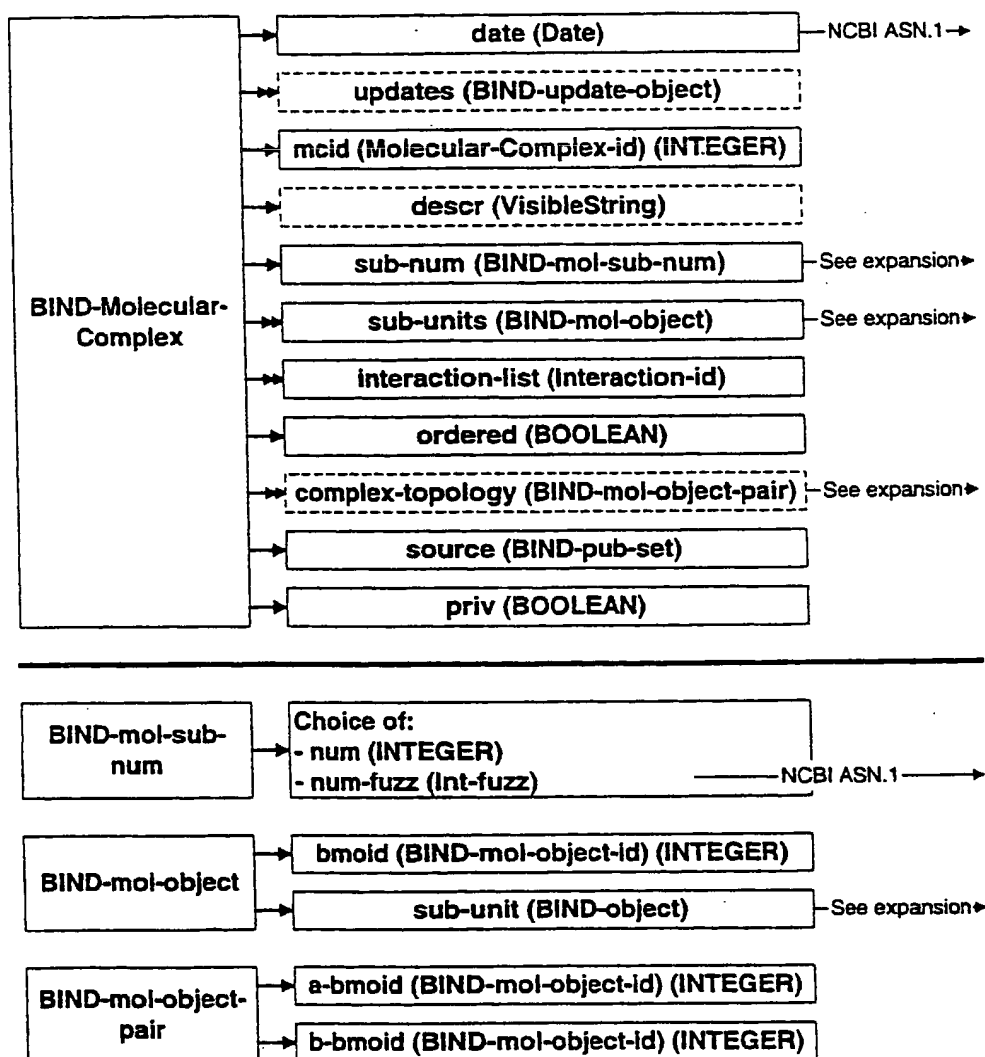 date (Date)
NCBI ASN.1
updates (BIND-update-object)
mcid (Molecular-Complex-id) (INTEGER)
descr (VisibleString)
sub-num (BIND-mol-sub-num)
See expansion
BIND-Molecular-
Complex
sub-units (BIND-mol-object)
See expansion
interaction-list (Interaction-id)
ordered (BOOLEAN)
complex-topology (BIND-mol-object-pair)
See expansion
source (BIND-pub-set)
priv (BOOLEAN)
BIND-mol-sub-
num
Choice of:
- num (INTEGER)
- num-fuzz (Int-fuzz)
NCBI ASN.1
BIND-mol-object
bmoid (BIND-mol-object-id) (INTEGER)
sub-unit (BIND-object)
See expansion
BIND-mol-object-
pair
a-bmoid (BIND-mol-object-id) (INTEGER)
b-bmoid (BIND-mol-object-id) (INTEGER)